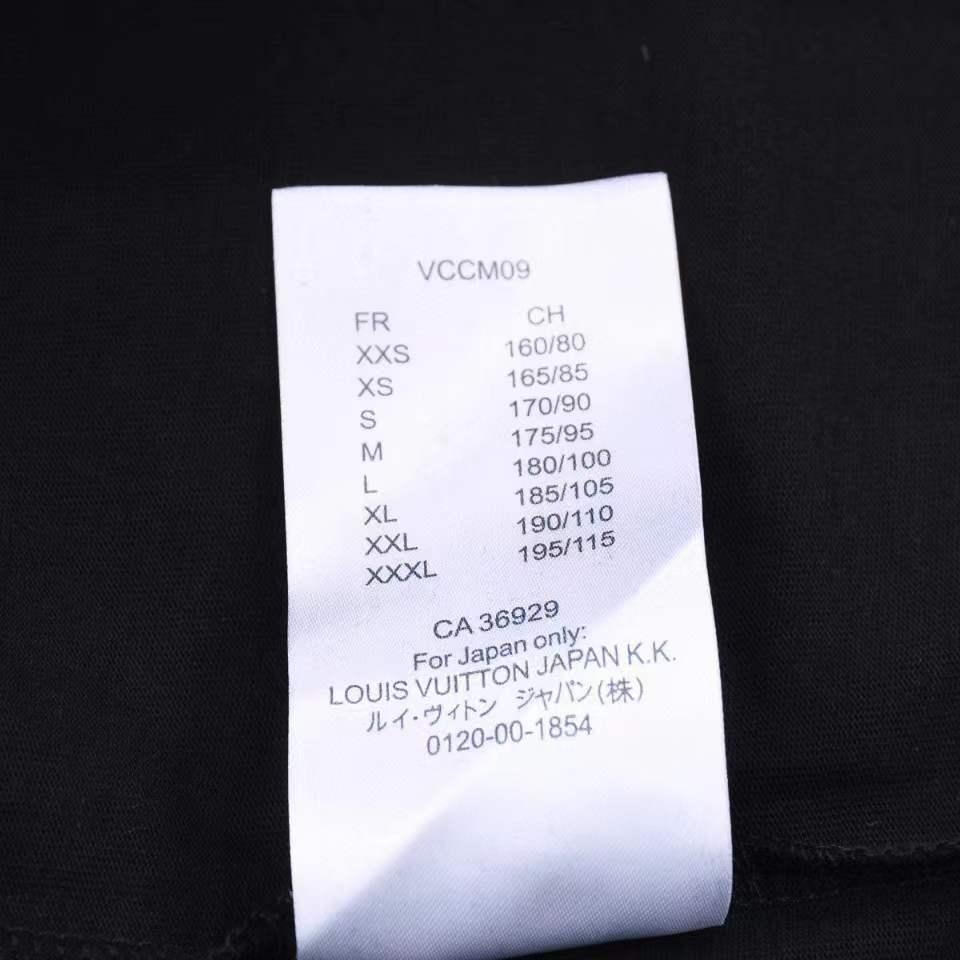 VCCM09
FR CH
XXS 160/80
XS 165/85
S 170/90
M 175/95
L 180/100
XL 185/105
XXL 190/110
XXXL 195/115
CA 36929
For Japan only:
LOUIS VUITTON JAPAN K.K.
ルイ・ヴィトン ジャパン(株)
0120-00-1854